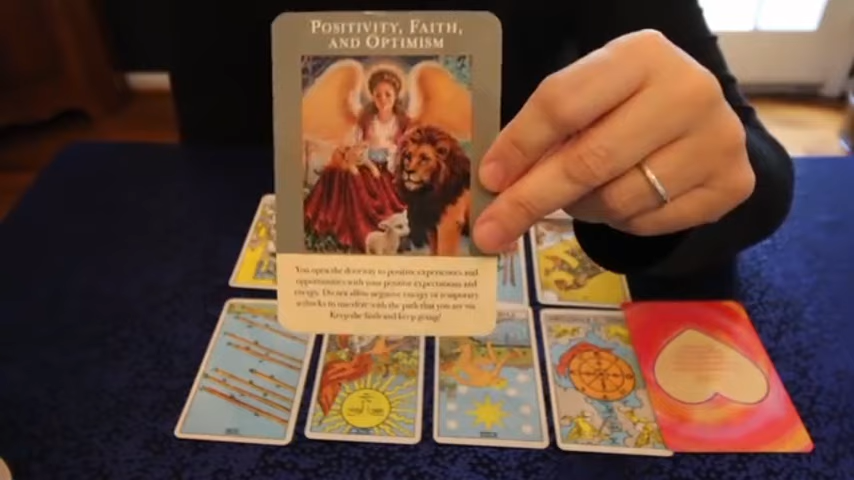 POSITIVITY, FAITH,
AND OPTIMISM
You open the doorway to positive experiences and
opportunities with your positive expectations and
energy. Do not allow negative energy or temporary
setbacks to interfere with the path that you are on.
Keep the faith and keep going!